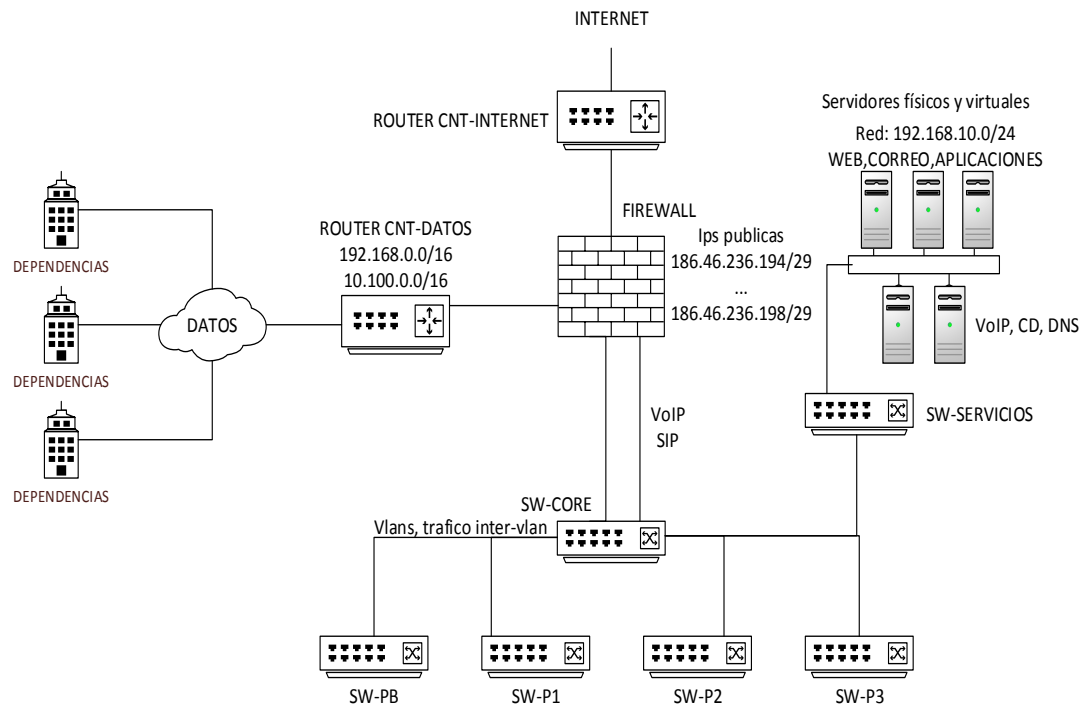 INTERNET
ROUTER CNT-INTERNET
Servidores físicos y virtuales
Red: 192.168.10.0/24
WEB,CORREO,APLICACIONES
FIREWALL
Ips publicas
186.46.236.194/29
...
186.46.236.198/29
ROUTER CNT-DATOS
192.168.0.0/16
10.100.0.0/16
DEPENDENCIAS
DATOS
DEPENDENCIAS
DEPENDENCIAS
VoIP, CD, DNS
VoIP
SIP
SW-SERVICIOS
SW-CORE
Vlans, trafico inter-vlan
SW-PB
SW-P1
SW-P2
SW-P3